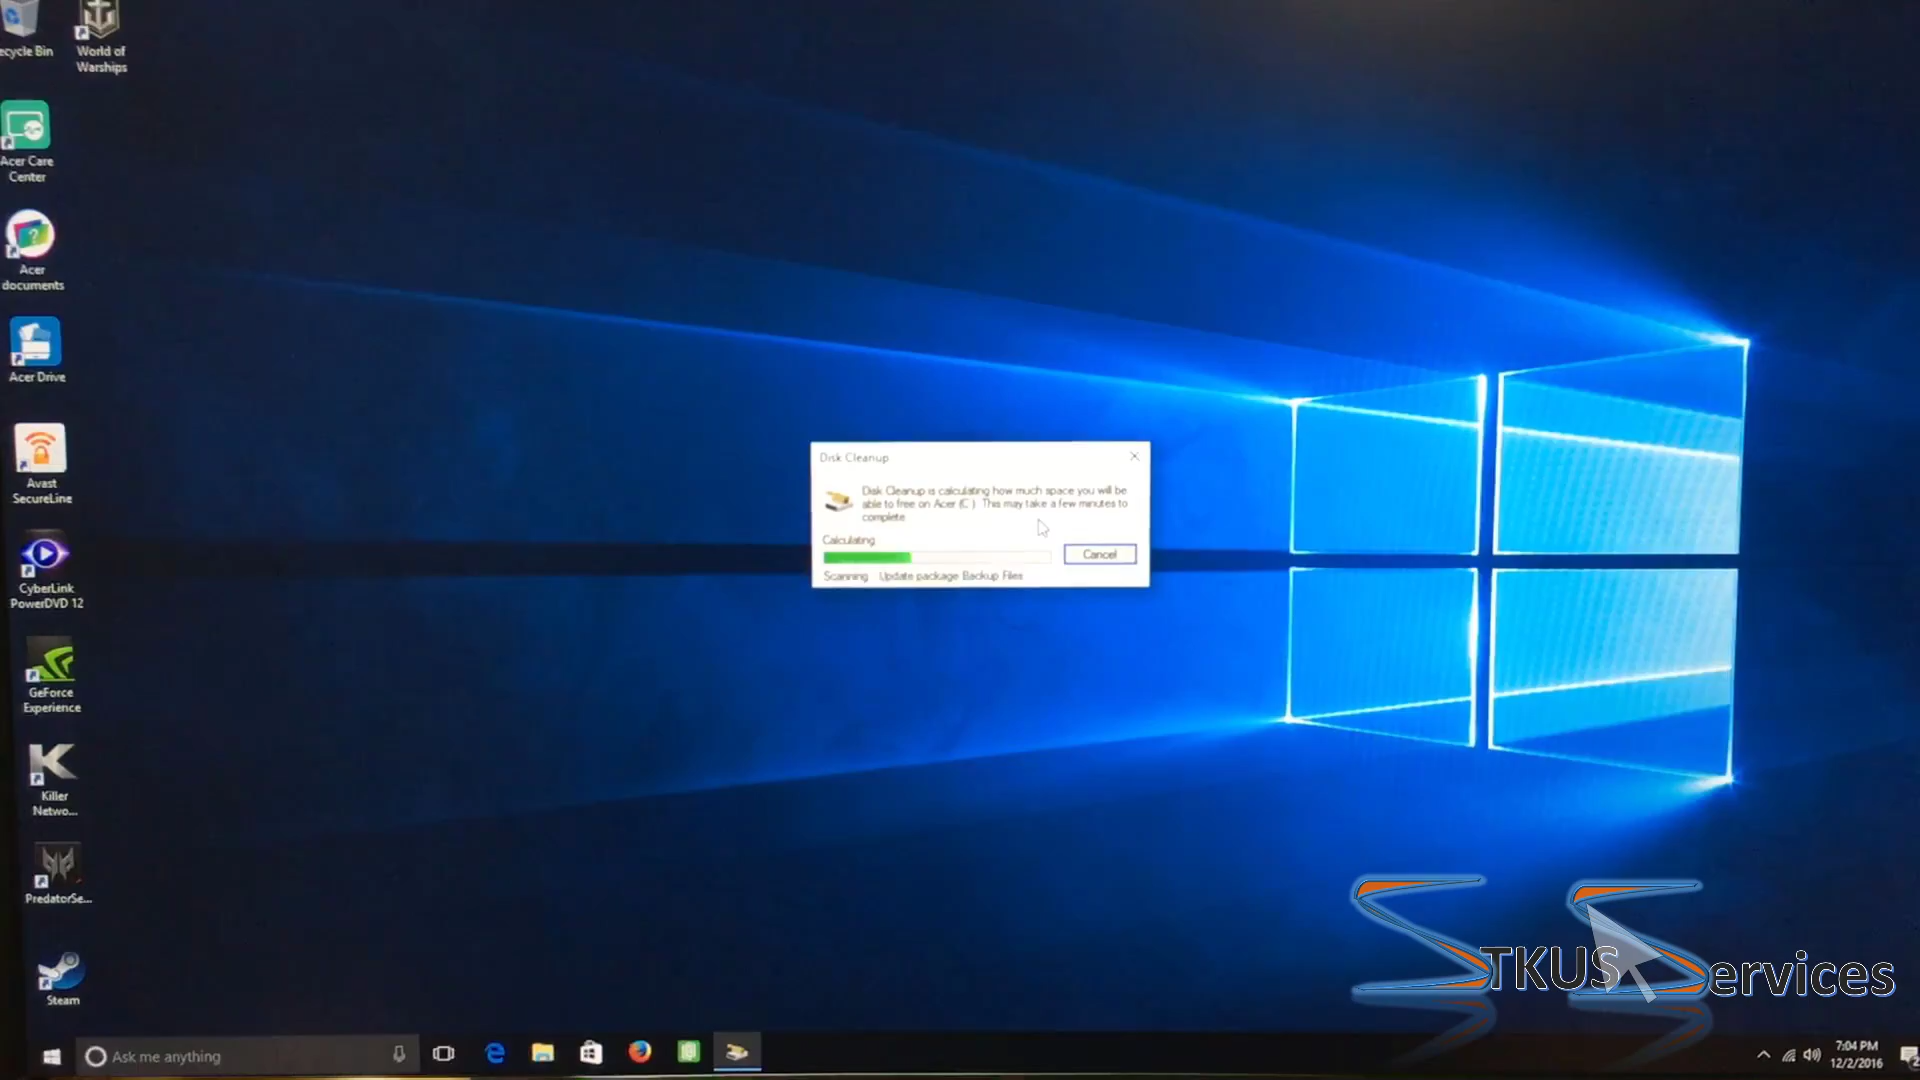 ecycle Bin
World of
Warships
Acer Care
Center
Acer
documents
Acer Drive
Avast
SecureLine
CyberLink
PowerDVD 12
GeForce
Experience
Killer
Netwo...
PredatorSe...
Steam
Disk Cleanup
Disk Cleanup is calculating how much space you will be
able to free on Acer (C:). This may take a few minutes to
complete.
Calculating...
Cancel
Scanning: Update package Backup Files
STKUS Services
Ask me anything
7:04 PM
12/2/2016
2